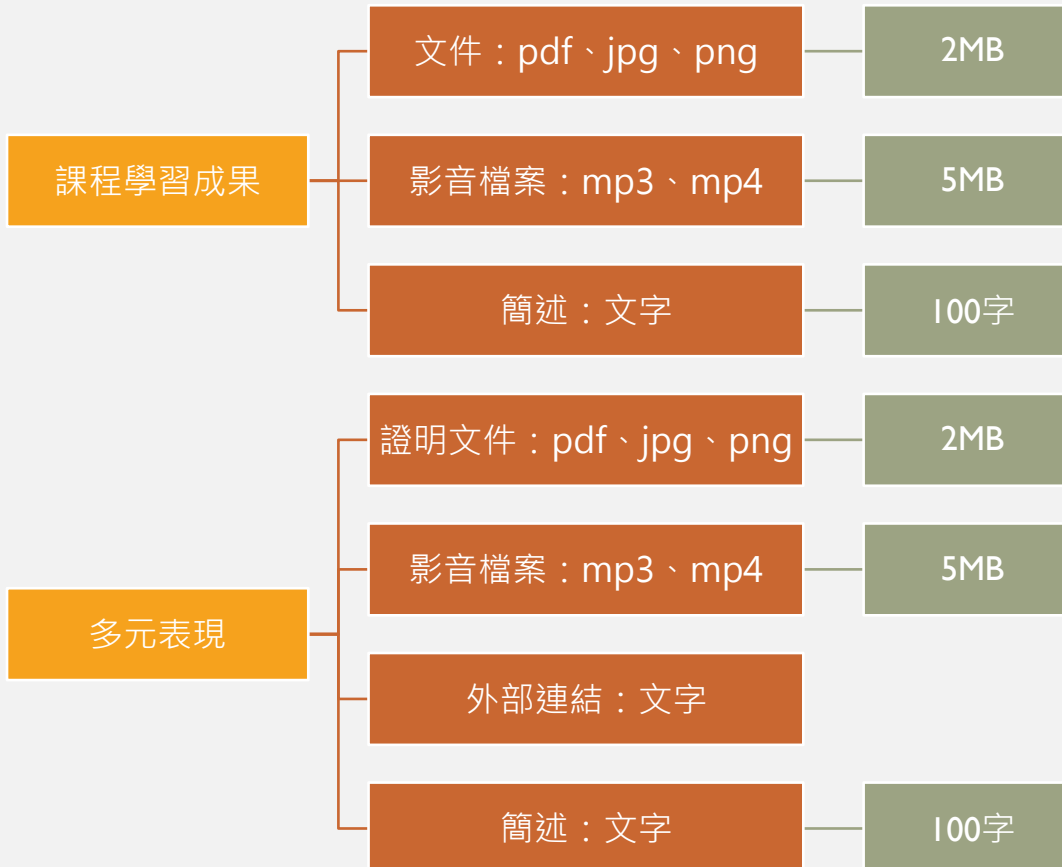 課程學習成果
文件：pdf、jpg、png
2MB
影音檔案：mp3、mp4
5MB
簡述：文字
100字
多元表現
證明文件：pdf、jpg、png
2MB
影音檔案：mp3、mp4
5MB
外部連結：文字
簡述：文字
100字